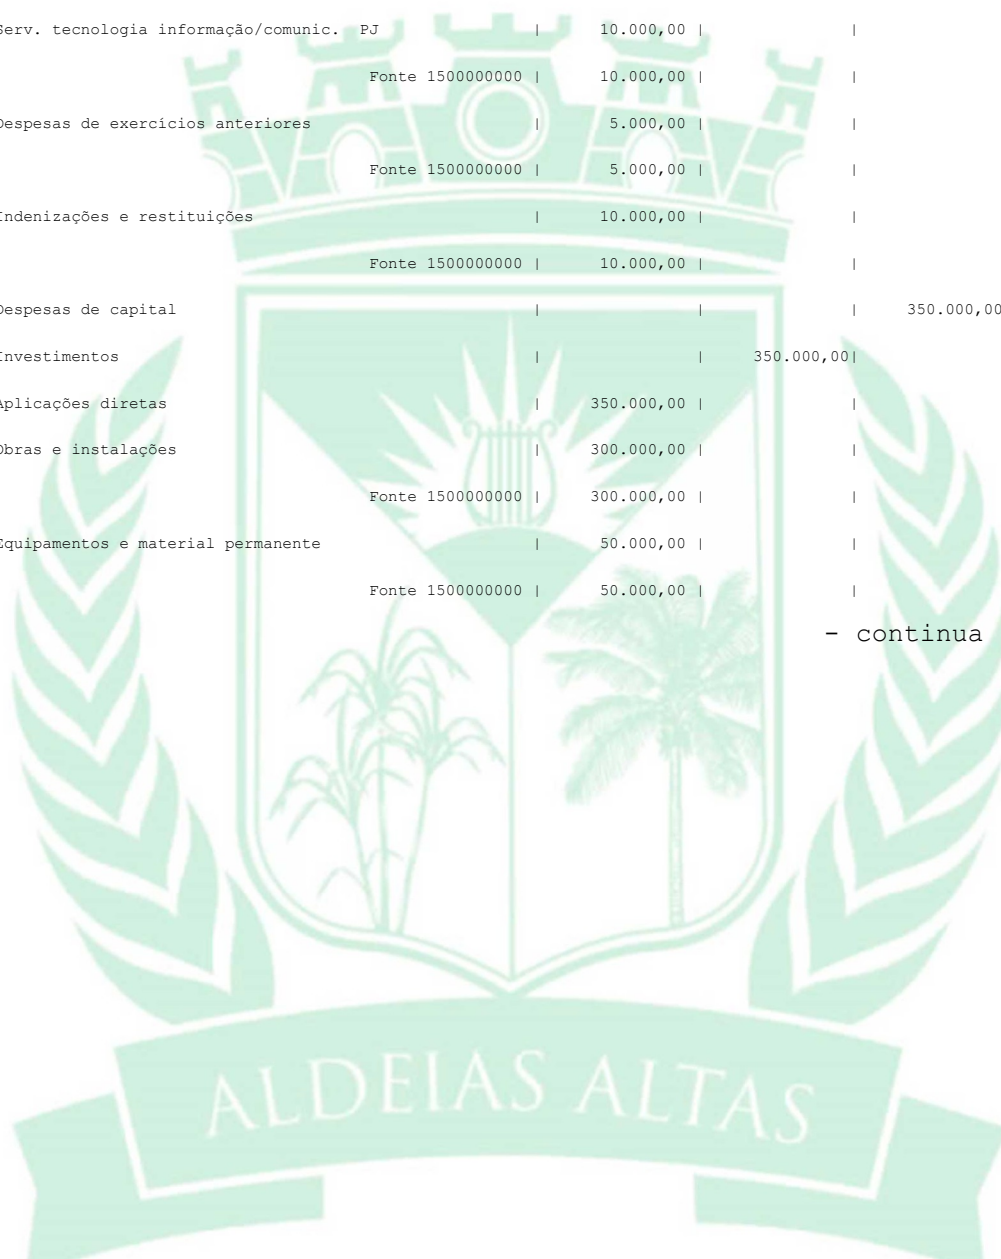 Serv. tecnologia informação/comunic. PJ | 10.000,00 | |
Fonte 1500000000 | 10.000,00 | |
Despesas de exercícios anteriores | 5.000,00 | |
Fonte 1500000000 | 5.000,00 | |
Indenizações e restituições | 10.000,00 | |
Fonte 1500000000 | 10.000,00 | |
Despesas de capital | | | 350.000,00
Investimentos | | 350.000,00|
Aplicações diretas | 350.000,00 | |
Obras e instalações | 300.000,00 | |
Fonte 1500000000 | 300.000,00 | |
Equipamentos e material permanente | 50.000,00 | |
Fonte 1500000000 | 50.000,00 | |
- continua
ALDEIAS ALTAS